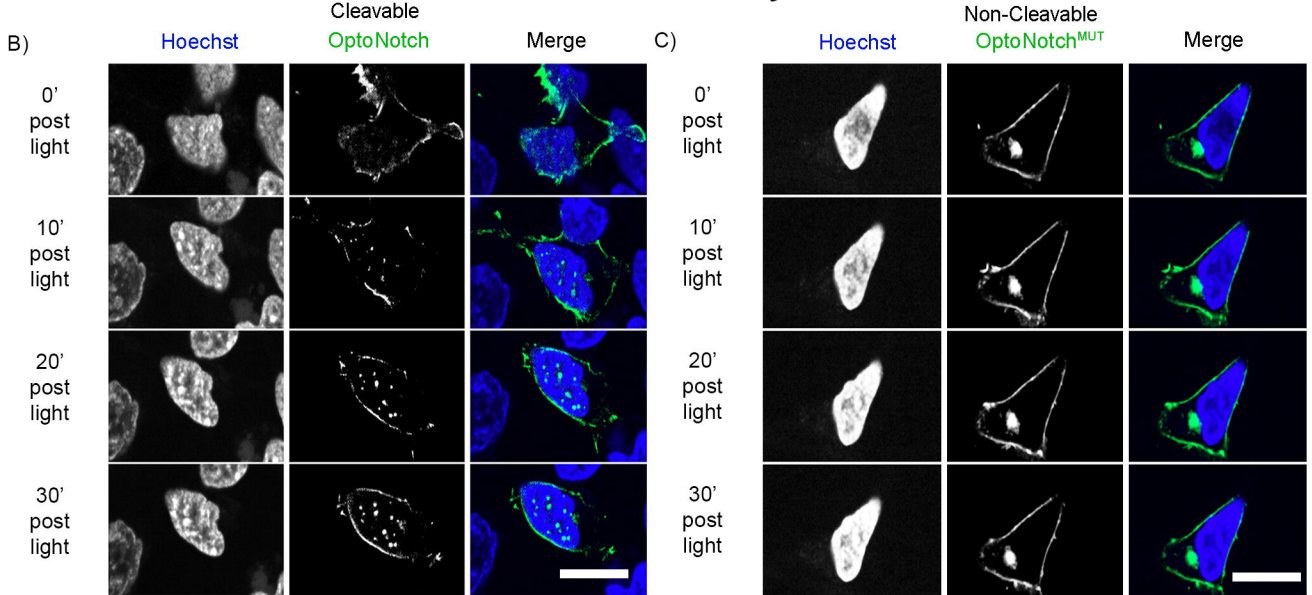 B)
Cleavable
Hoechst OptoNotch Merge
0'
post
light
10'
post
light
20'
post
light
30'
post
light
C)
Non-Cleavable
Hoechst OptoNotchᴹᵁᵀ Merge
0'
post
light
10'
post
light
20'
post
light
30'
post
light